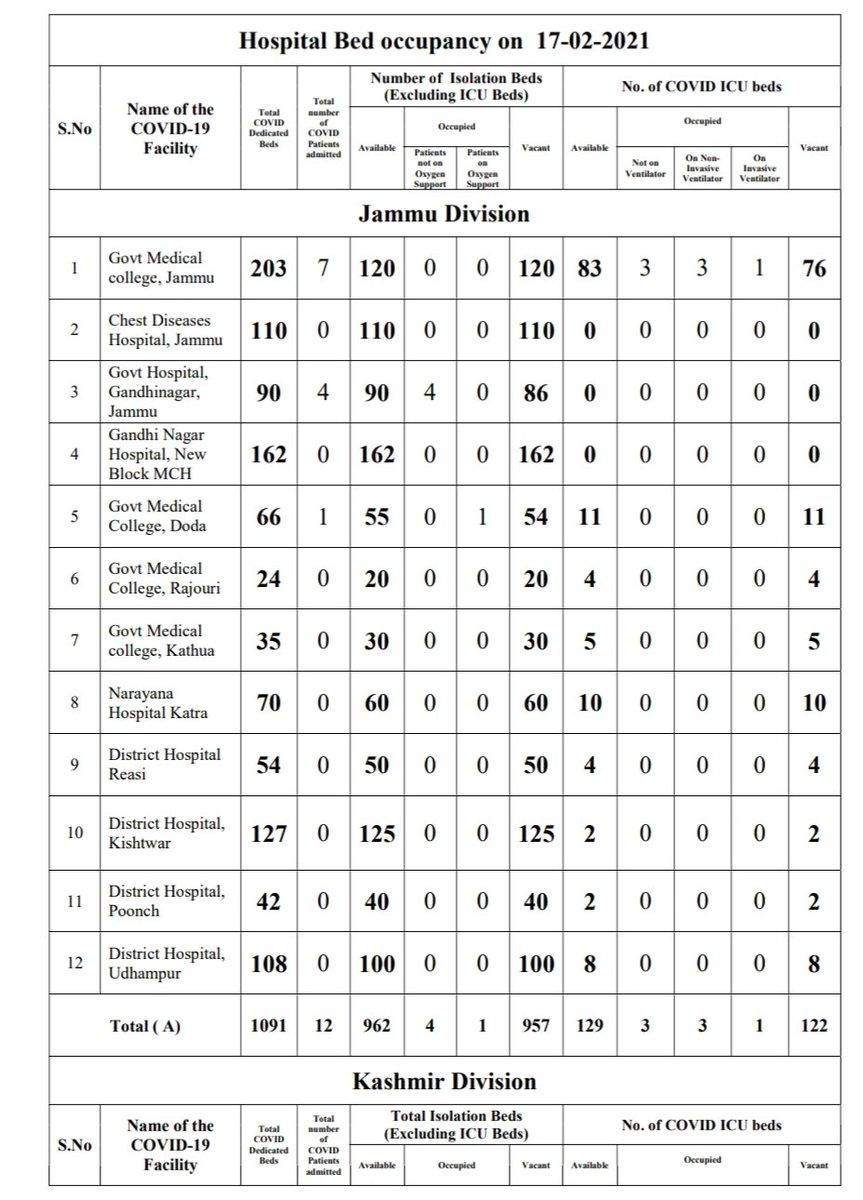 Hospital Bed occupancy on 17-02-2021
S.No
Name of the
COVID-19
Facility
Total
COVID
Dedicated
Beds
Total
number
of
COVID
Patients
admitted
Number of Isolation Beds
(Excluding ICU Beds)
No. of COVID ICU beds
Available
Occupied
Vacant
Available
Occupied
Vacant
Patients
not on
Oxygen
Support
Patients
on
Oxygen
Support
Not on
Ventilator
On Non-
Invasive
Ventilator
On
Invasive
Ventilator
Jammu Division
1 Govt Medical
college, Jammu 203 7 120 0 0 120 83 3 3 1 76
2 Chest Diseases
Hospital, Jammu 110 0 110 0 0 110 0 0 0 0 0
3 Govt Hospital,
Gandhinagar,
Jammu 90 4 90 4 0 86 0 0 0 0 0
4 Gandhi Nagar
Hospital, New
Block MCH 162 0 162 0 0 162 0 0 0 0 0
5 Govt Medical
College, Doda 66 1 55 0 1 54 11 0 0 0 11
6 Govt Medical
College, Rajouri 24 0 20 0 0 20 4 0 0 0 4
7 Govt Medical
college, Kathua 35 0 30 0 0 30 5 0 0 0 5
8 Narayana
Hospital Katra 70 0 60 0 0 60 10 0 0 0 10
9 District Hospital
Reasi 54 0 50 0 0 50 4 0 0 0 4
10 District Hospital,
Kishtwar 127 0 125 0 0 125 2 0 0 0 2
11 District Hospital,
Poonch 42 0 40 0 0 40 2 0 0 0 2
12 District Hospital,
Udhampur 108 0 100 0 0 100 8 0 0 0 8
Total ( A) 1091 12 962 4 1 957 129 3 3 1 122
Kashmir Division
S.No
Name of the
COVID-19
Facility
Total
COVID
Dedicated
Beds
Total
number
of
COVID
Patients
admitted
Total Isolation Beds
(Excluding ICU Beds)
No. of COVID ICU beds
Available
Occupied
Vacant
Available
Occupied
Vacant